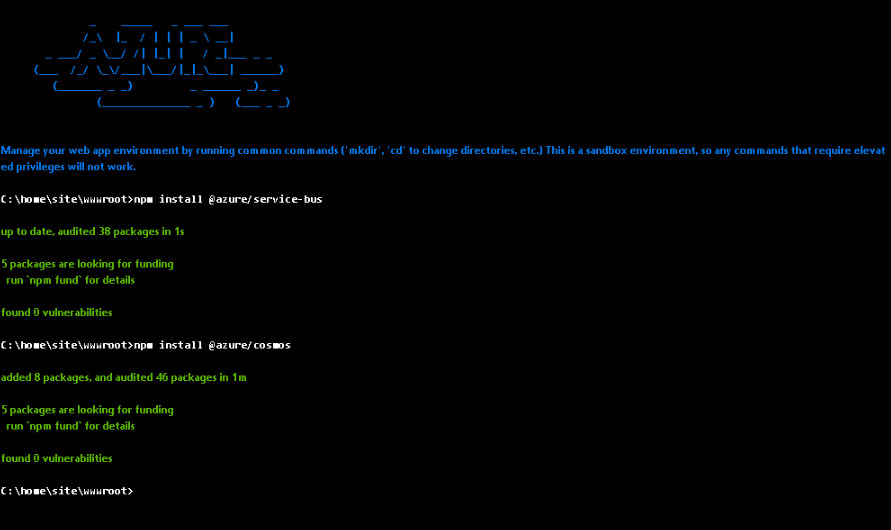 Manage your web app environment by running common commands ('mkdir', 'cd' to change directories, etc.) This is a sandbox environment, so any commands that require elevat
ed privileges will not work.
C:\home\site\wwwroot>npm install @azure/service-bus
up to date, audited 38 packages in 1s
5 packages are looking for funding
run `npm fund` for details
found 0 vulnerabilities
C:\home\site\wwwroot>npm install @azure/cosmos
added 8 packages, and audited 46 packages in 1m
5 packages are looking for funding
run `npm fund` for details
found 0 vulnerabilities
C:\home\site\wwwroot>